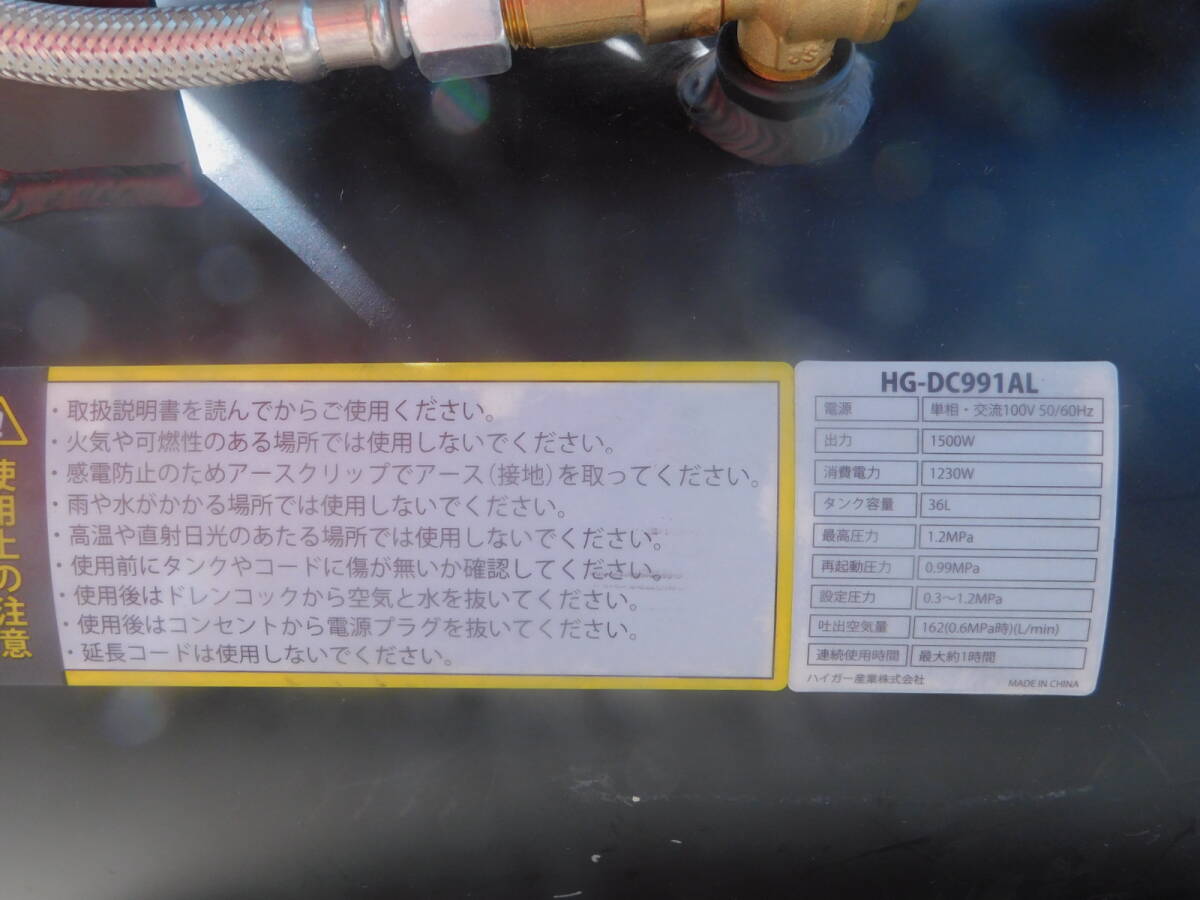 使用上の注意
・取扱説明書を読んでからご使用ください。
・火気や可燃性のある場所では使用しないでください。
・感電防止のためアースクリップでアース(接地)を取ってください。
・雨や水がかかる場所では使用しないでください。
・高温や直射日光のあたる場所では使用しないでください。
・使用前にタンクやコードに傷が無いか確認してください。
・使用後はドレンコックから空気と水を抜いてください。
・使用後はコンセントから電源プラグを抜いてください。
・延長コードは使用しないでください。
HG-DC991AL
電源 単相・交流100V 50/60Hz
出力 1500W
消費電力 1230W
タンク容量 36L
最高圧力 1.2MPa
再起動圧力 0.99MPa
設定圧力 0.3～1.2MPa
吐出空気量 162(0.6MPa時)(L/min)
連続使用時間 最大約1時間
ハイガー産業株式会社 MADE IN CHINA